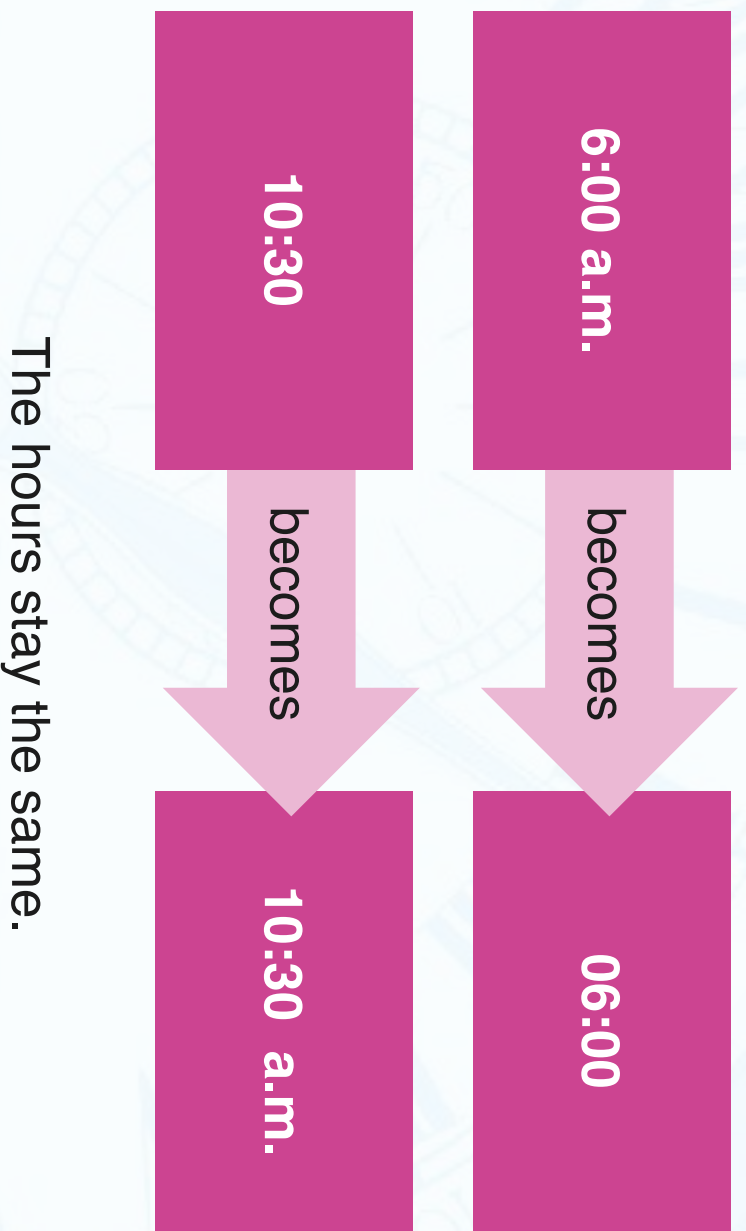 6:00 a.m. becomes 06:00
10:30 becomes 10:30 a.m.
The hours stay the same.